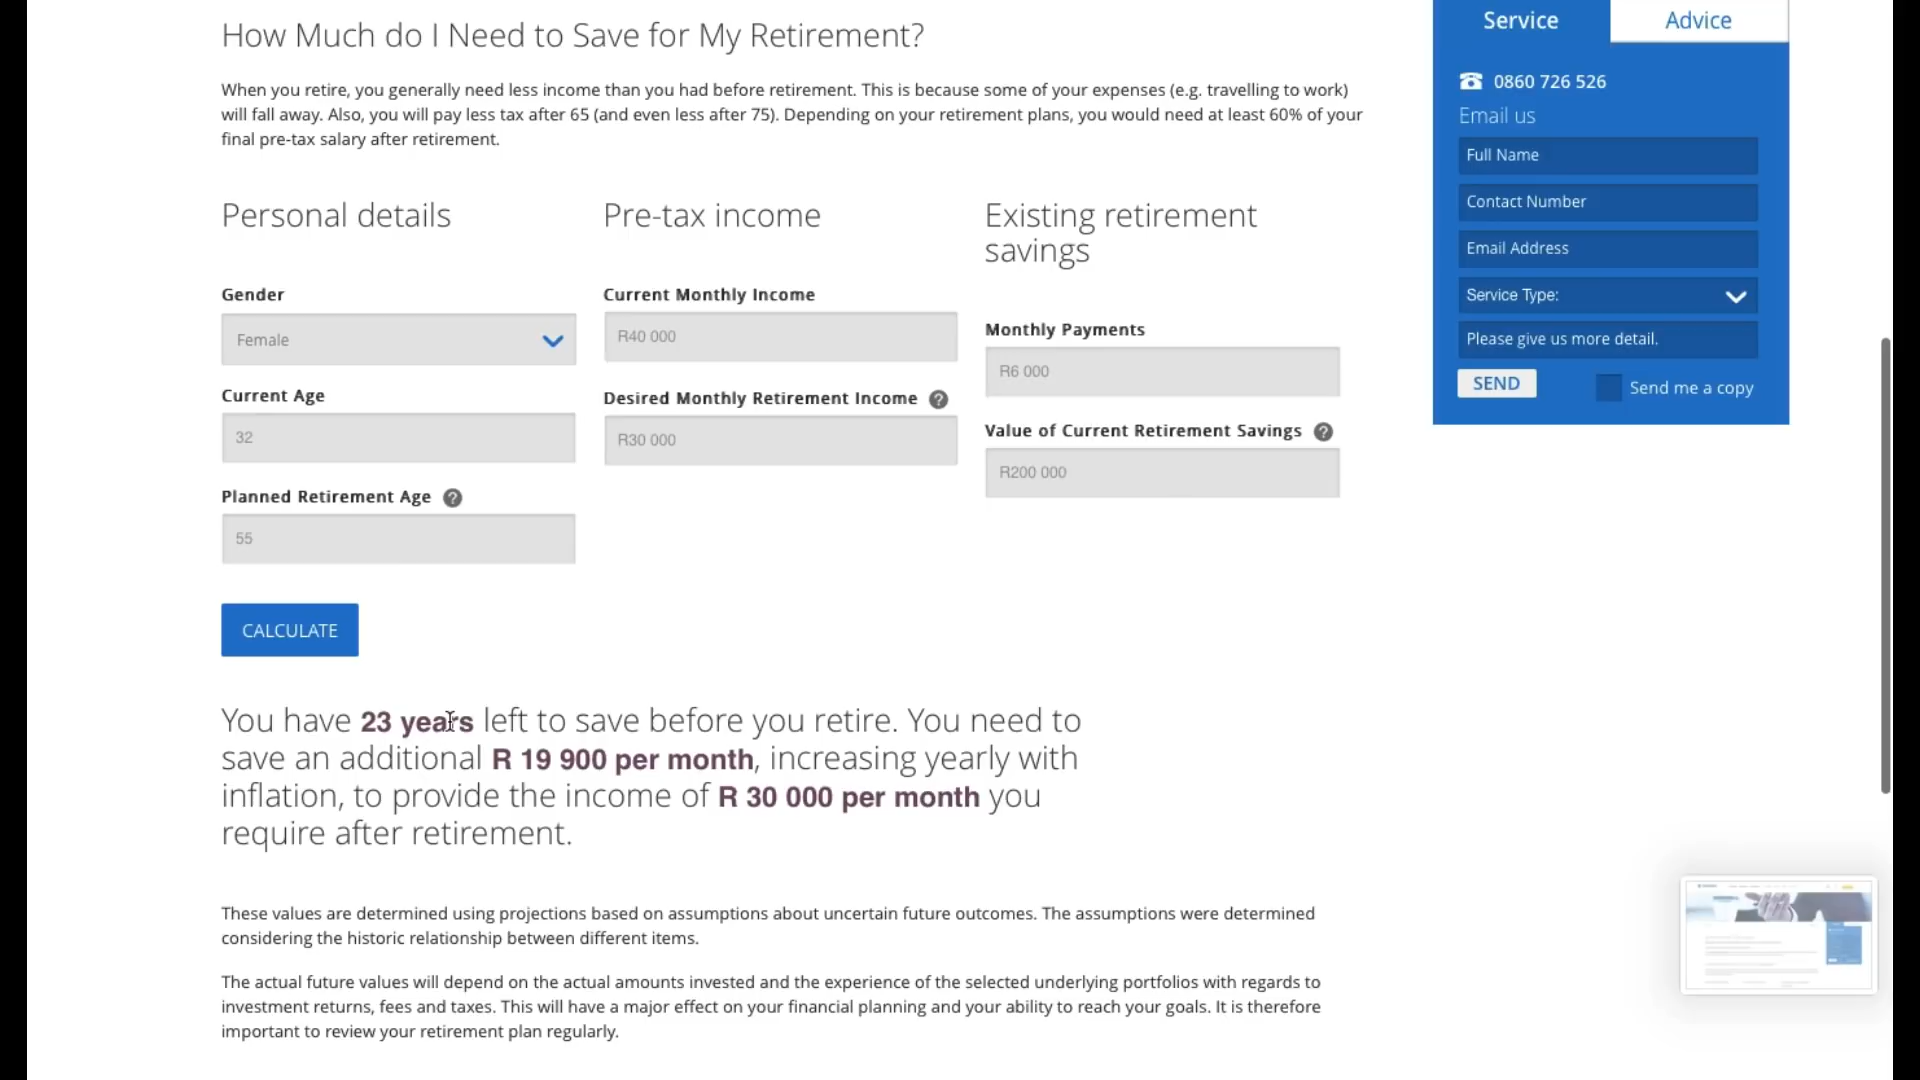 How Much do I Need to Save for My Retirement?
When you retire, you generally need less income than you had before retirement. This is because some of your expenses (e.g. travelling to work)
will fall away. Also, you will pay less tax after 65 (and even less after 75). Depending on your retirement plans, you would need at least 60% of your
final pre-tax salary after retirement.
Personal details
Gender
Female
Current Age
32
Planned Retirement Age ?
55
Pre-tax income
Current Monthly Income
R40 000
Desired Monthly Retirement Income ?
R30 000
Existing retirement
savings
Monthly Payments
R6 000
Value of Current Retirement Savings ?
R200 000
CALCULATE
You have 23 years left to save before you retire. You need to
save an additional R 19 900 per month, increasing yearly with
inflation, to provide the income of R 30 000 per month you
require after retirement.
These values are determined using projections based on assumptions about uncertain future outcomes. The assumptions were determined
considering the historic relationship between different items.
The actual future values will depend on the actual amounts invested and the experience of the selected underlying portfolios with regards to
investment returns, fees and taxes. This will have a major effect on your financial planning and your ability to reach your goals. It is therefore
important to review your retirement plan regularly.
Service
Advice
0860 726 526
Email us
Full Name
Contact Number
Email Address
Service Type:
Please give us more detail.
SEND
Send me a copy